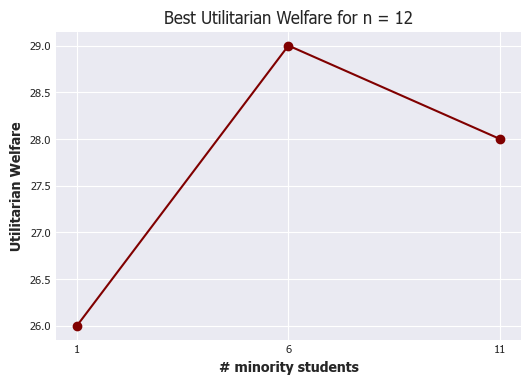 Best Utilitarian Welfare for n = 12
29.0
28.5
28.0
27.5
27.0
26.5
26.0
Utilitarian Welfare
1 6 11
# minority students